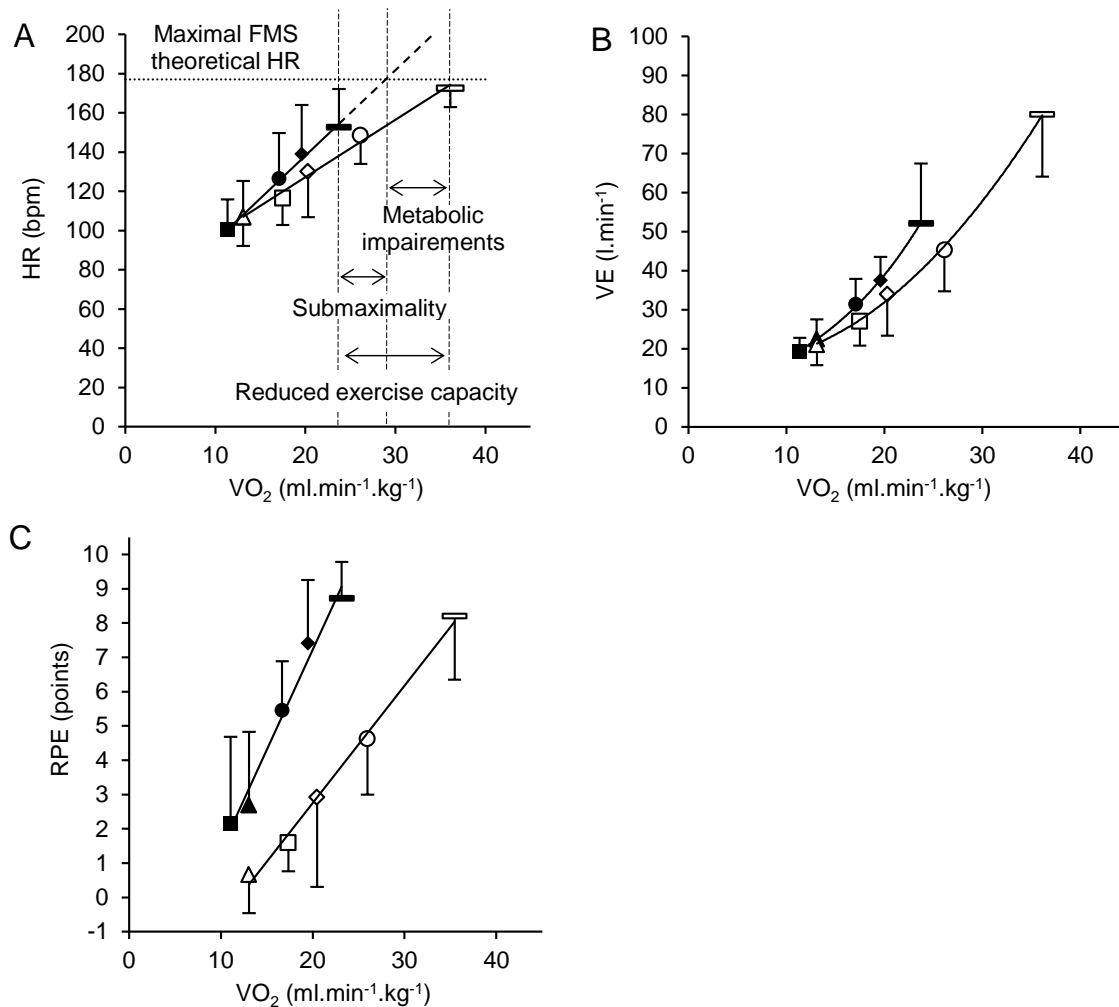 A
Maximal FMS
theoretical HR
200
180
160
140
120
100
80
60
40
20
0
HR (bpm)
Metabolic
impairements
Submaximality
Reduced exercise capacity
0 10 20 30 40
VO₂ (ml.min⁻¹.kg⁻¹)
B
100
90
80
70
60
50
40
30
20
10
0
VE (l.min⁻¹)
0 10 20 30 40
VO₂ (ml.min⁻¹.kg⁻¹)
C
10
9
8
7
6
5
4
3
2
1
0
-1
RPE (points)
0 10 20 30 40
VO₂ (ml.min⁻¹.kg⁻¹)